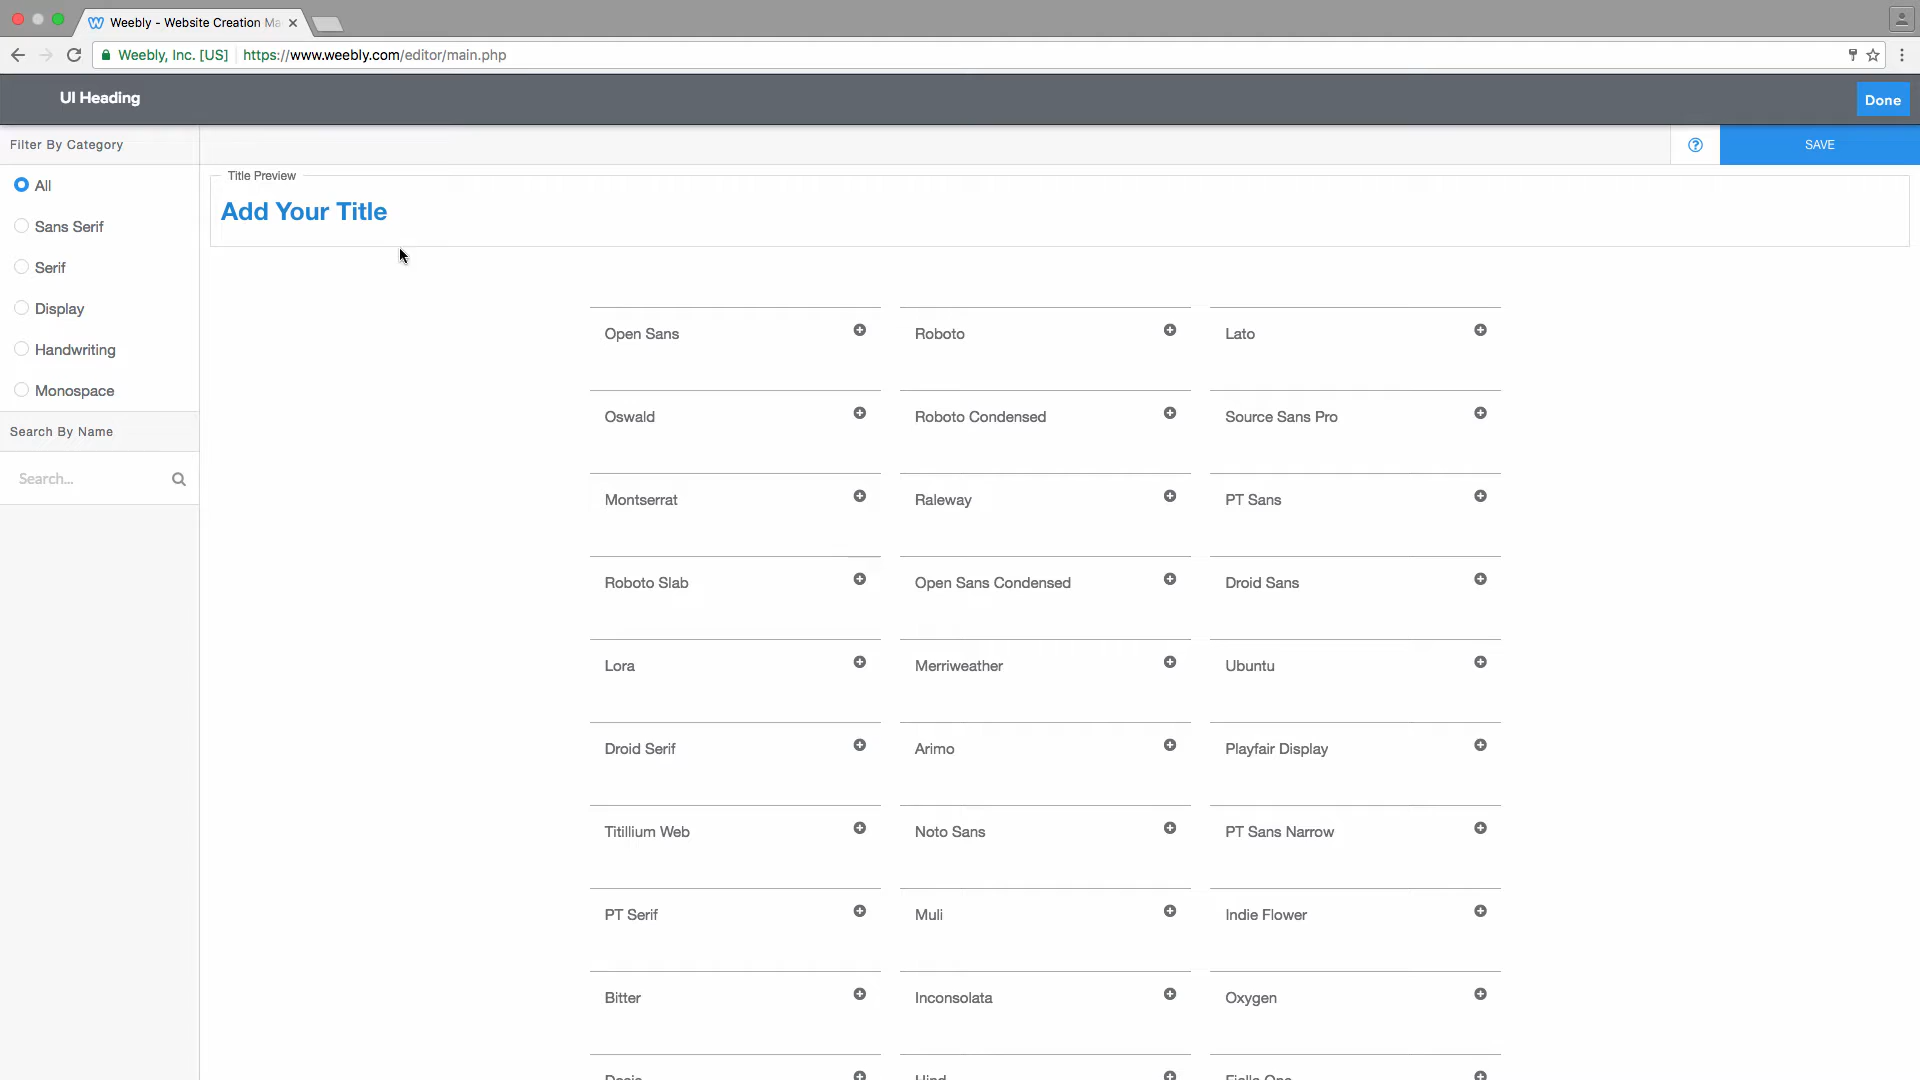 Weebly - Website Creation Ma
Weebly, Inc. [US] https://www.weebly.com/editor/main.php
UI Heading
Done
Filter By Category
SAVE
All
Sans Serif
Serif
Display
Handwriting
Monospace
Search By Name
Search...
Title Preview
Add Your Title
Open Sans
Roboto
Lato
Oswald
Roboto Condensed
Source Sans Pro
Montserrat
Raleway
PT Sans
Roboto Slab
Open Sans Condensed
Droid Sans
Lora
Merriweather
Ubuntu
Droid Serif
Arimo
Playfair Display
Titillium Web
Noto Sans
PT Sans Narrow
PT Serif
Muli
Indie Flower
Bitter
Inconsolata
Oxygen
Hind